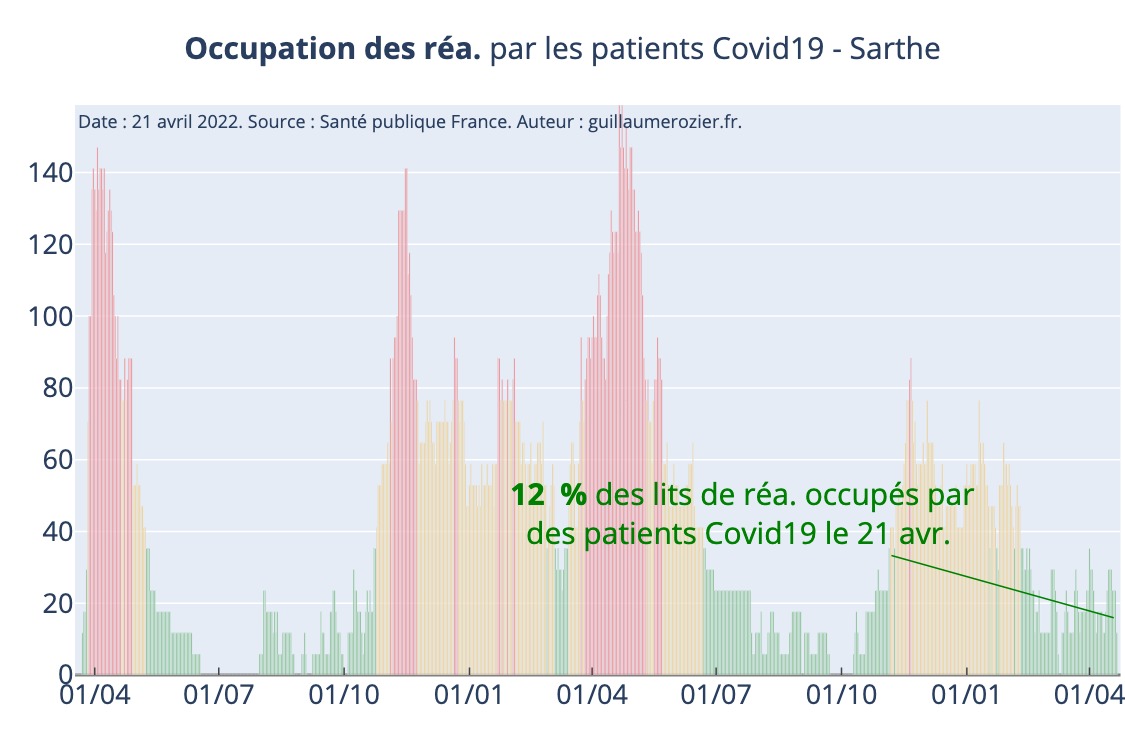 Occupation des réa. par les patients Covid19 - Sarthe
Date : 21 avril 2022. Source : Santé publique France. Auteur : guillaumerozier.fr.
140
120
100
80
60
40
20
0
12 % des lits de réa. occupés par
des patients Covid19 le 21 avr.
01/04 01/07 01/10 01/01 01/04 01/07 01/10 01/01 01/04